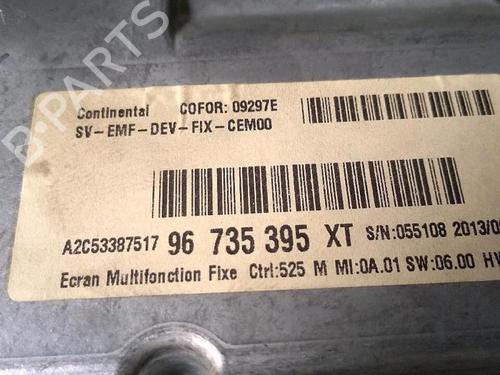 B-PARTS
Continental COFOR: 09297E
SV-EMF-DEV-FIX-CEM00
A2C53387517 96 735 395 XT S/N:055108 2013/0
Ecran Multifonction Fixe Ctrl:525 M MI:0A.01 SW:06.00 HV